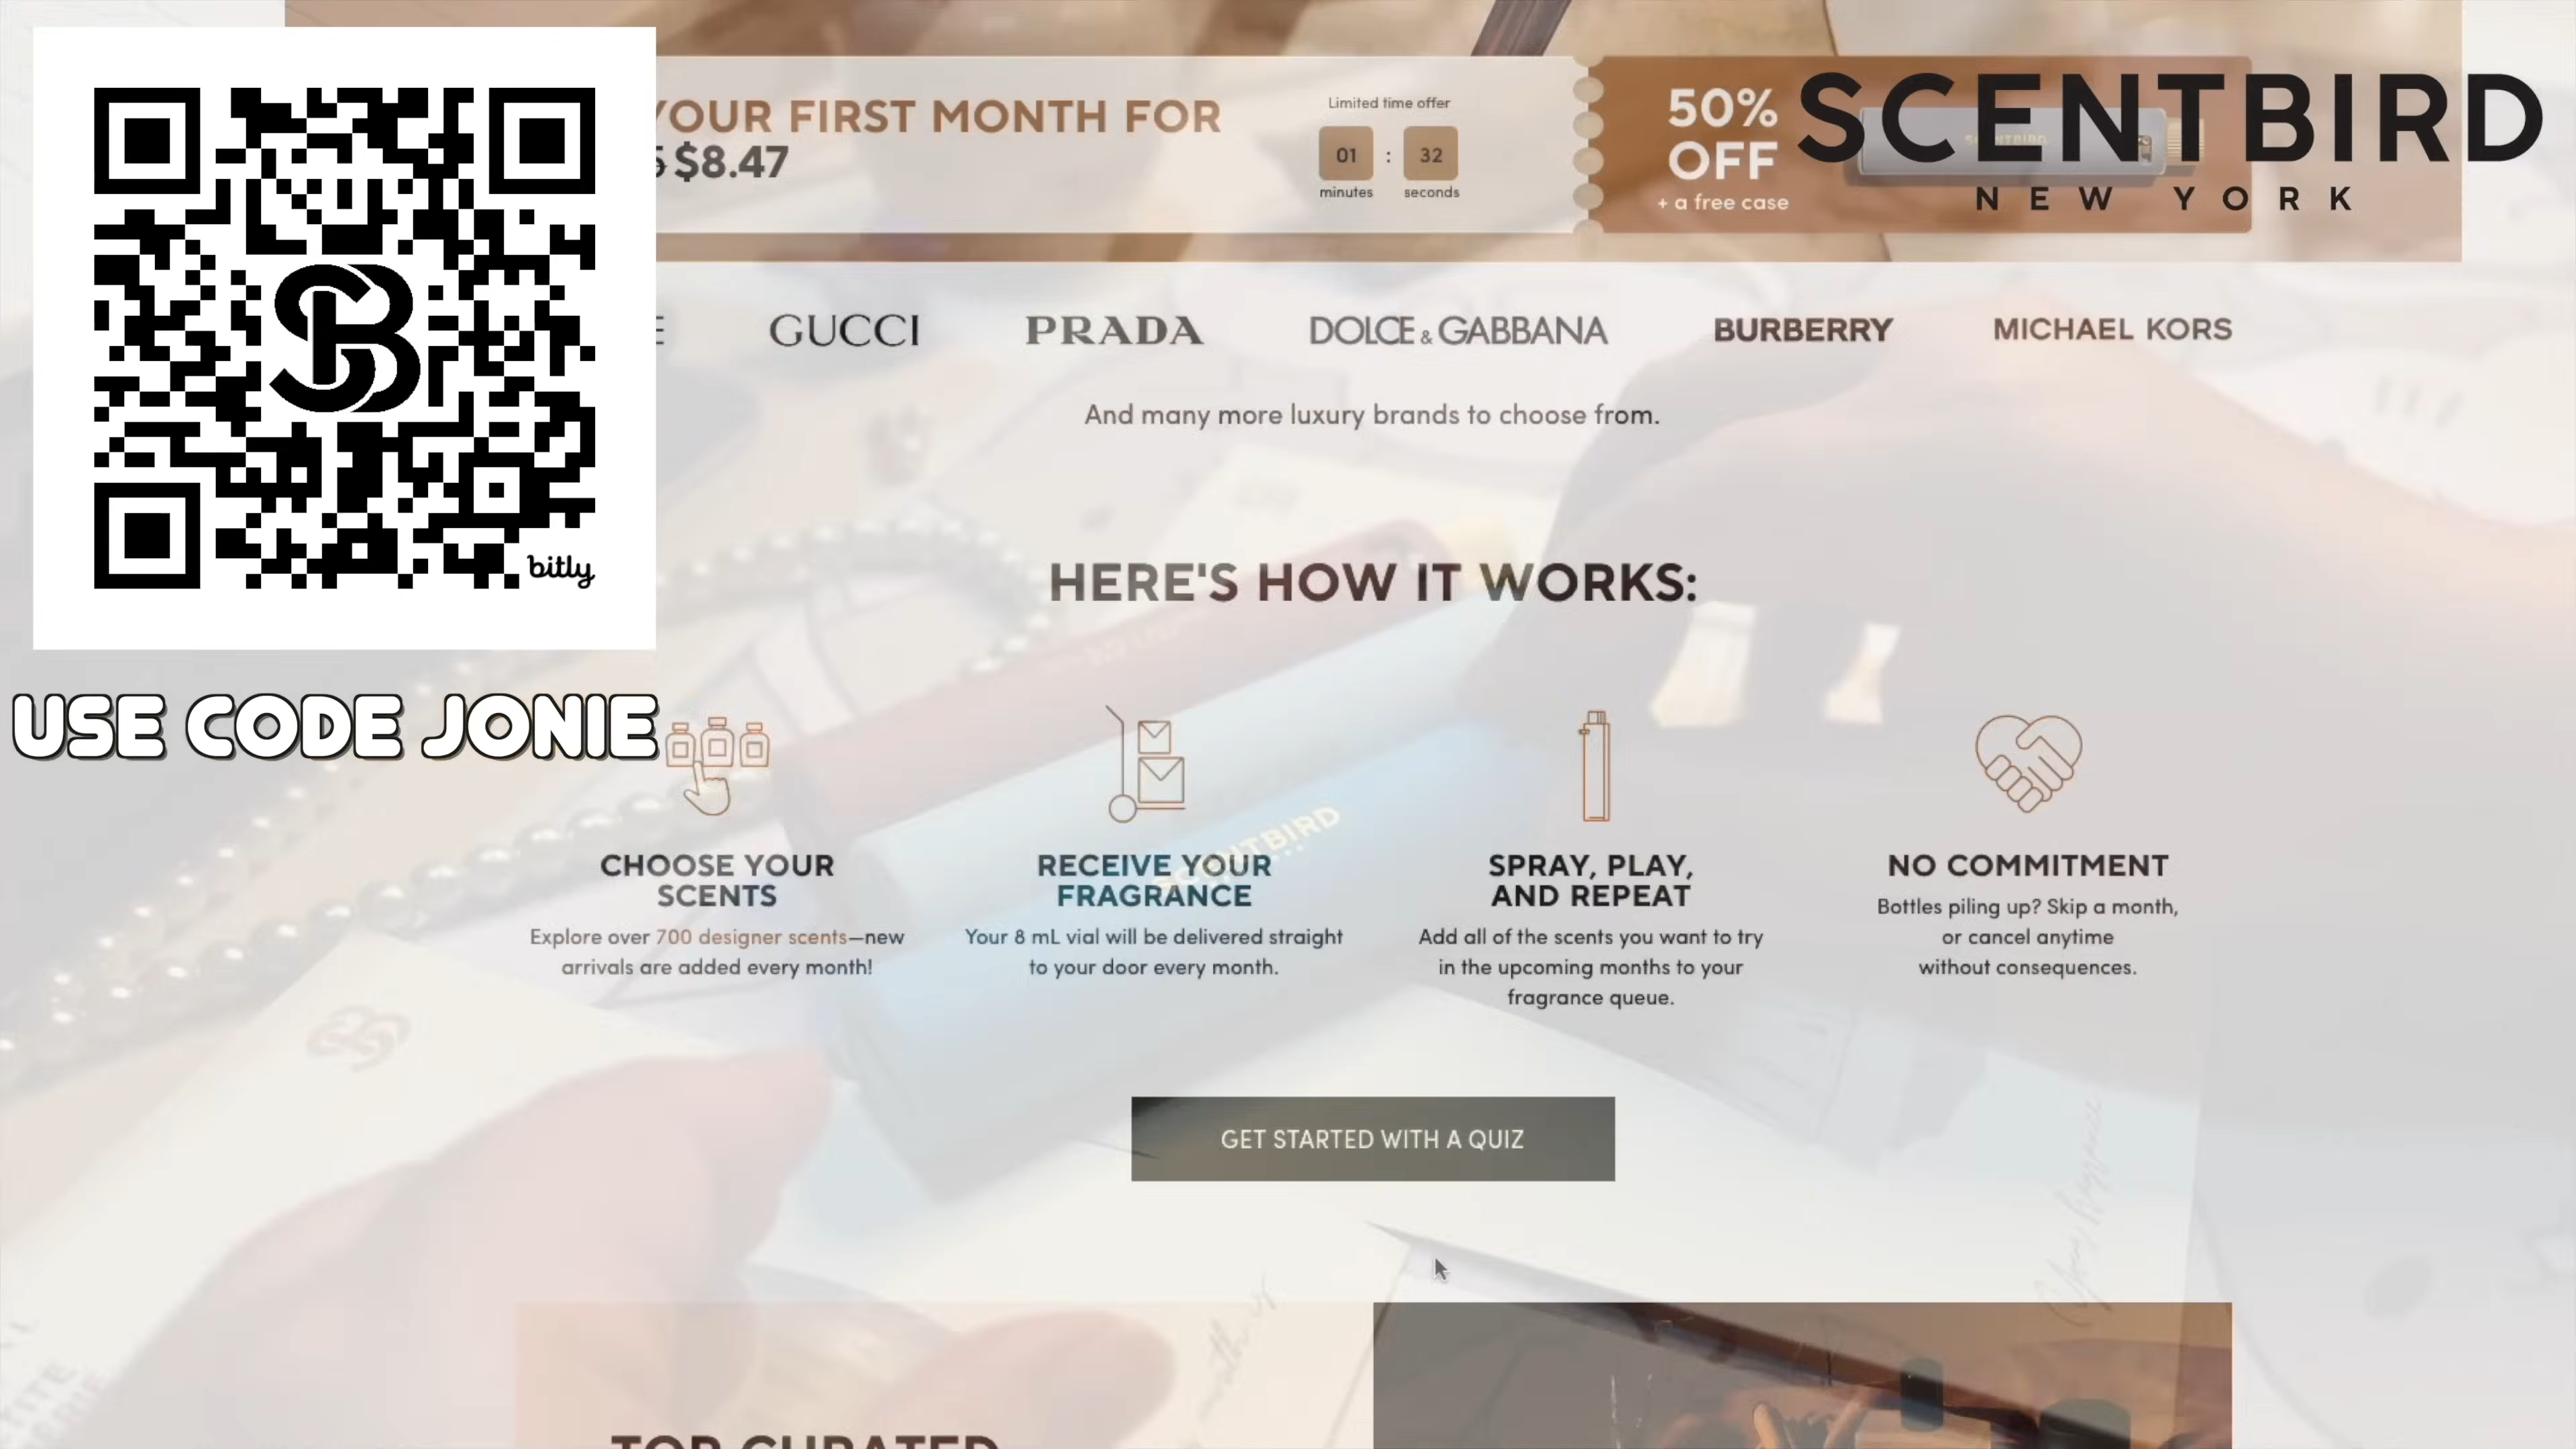 YOUR FIRST MONTH FOR
$8.47
Limited time offer
01 : 32
minutes seconds
50%
OFF
+ a free case
SCENTBIRD
NEW YORK
GUCCI
PRADA
DOLCE & GABBANA
BURBERRY
MICHAEL KORS
And many more luxury brands to choose from.
SB
bitly
USE CODE JONIE
HERE'S HOW IT WORKS:
CHOOSE YOUR
SCENTS
Explore over 700 designer scents—new
arrivals are added every month!
RECEIVE YOUR
FRAGRANCE
Your 8 mL vial will be delivered straight
to your door every month.
SPRAY, PLAY,
AND REPEAT
Add all of the scents you want to try
in the upcoming months to your
fragrance queue.
NO COMMITMENT
Bottles piling up? Skip a month,
or cancel anytime
without consequences.
SCENTBIRD
GET STARTED WITH A QUIZ
TOP CURATED